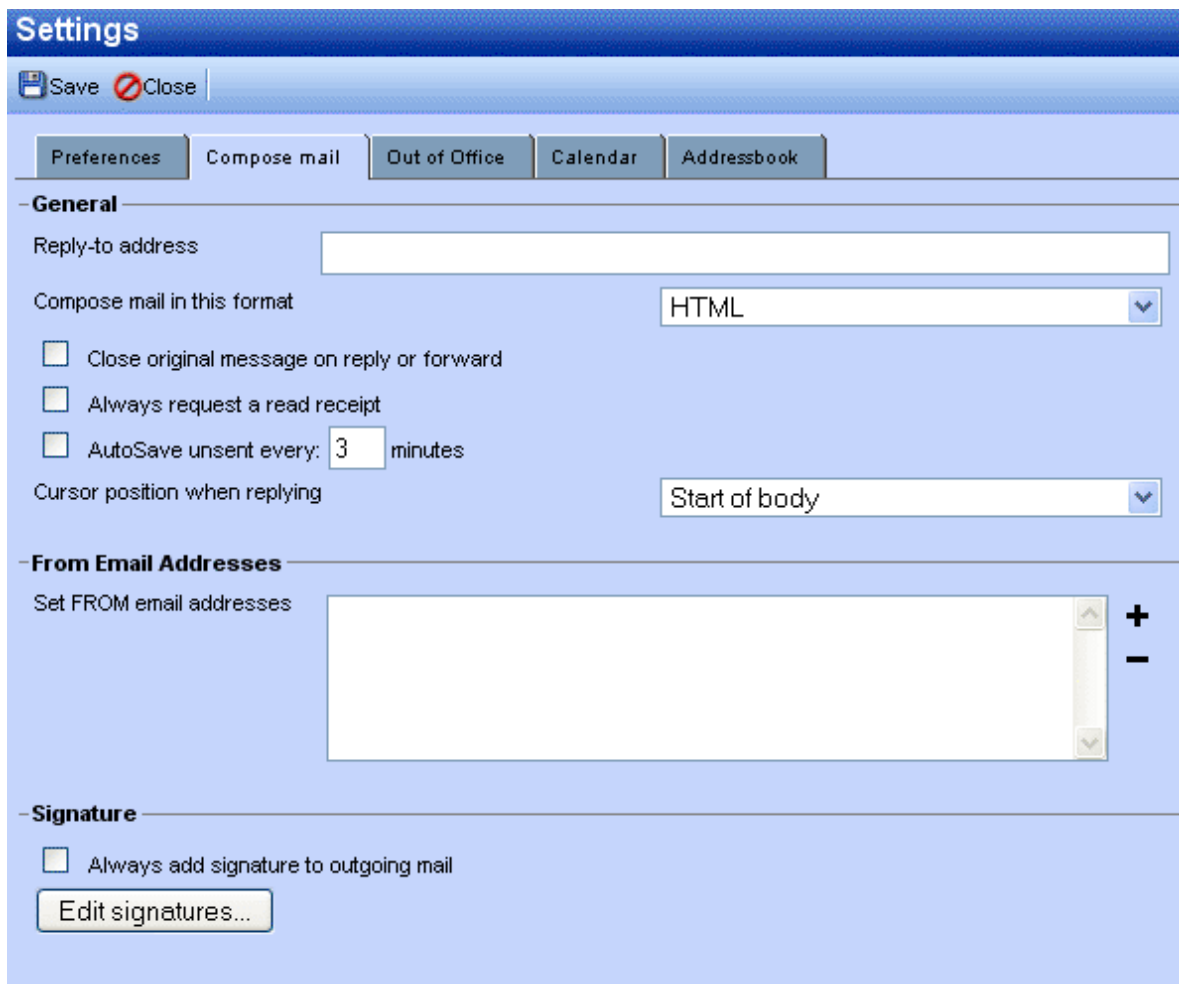 Settings
Save Close
Preferences Compose mail Out of Office Calendar Addressbook
General
Reply-to address
Compose mail in this format HTML
Close original message on reply or forward
Always request a read receipt
AutoSave unsent every: 3 minutes
Cursor position when replying Start of body
From Email Addresses
Set FROM email addresses
Signature
Always add signature to outgoing mail
Edit signatures...